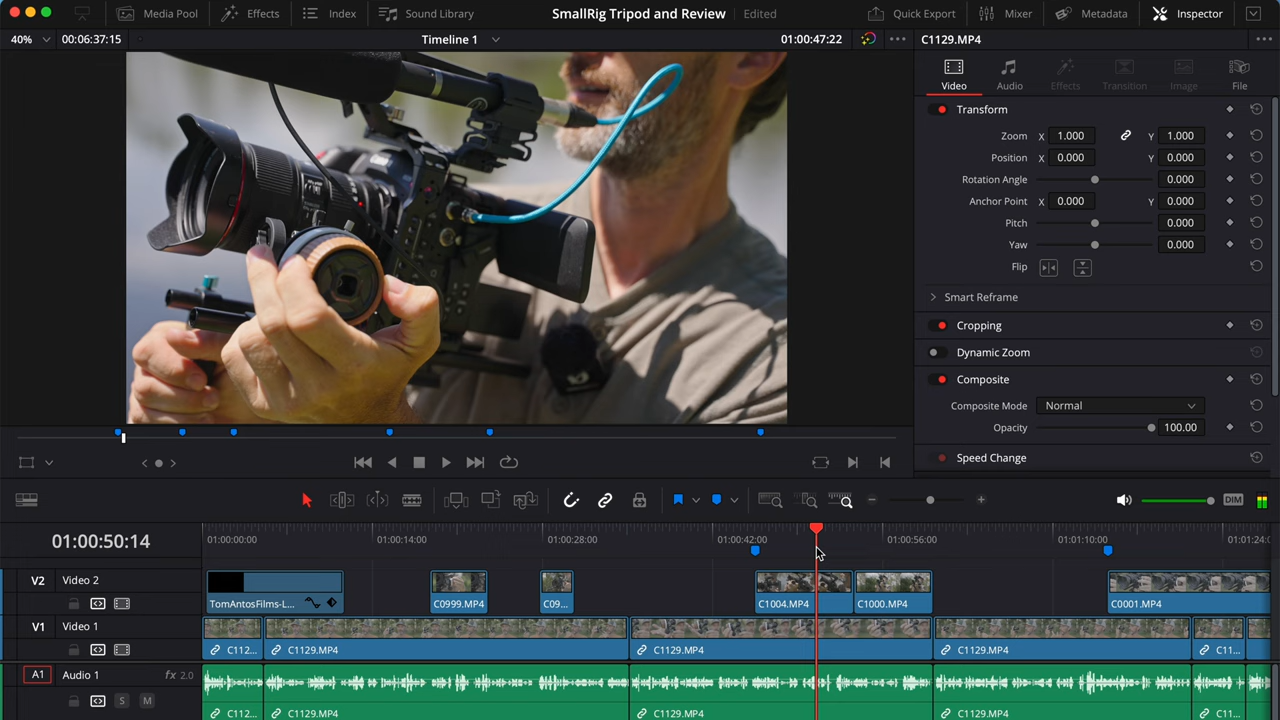 Media Pool Effects Index Sound Library SmallRig Tripod and Review Edited Quick Export Mixer Metadata Inspector
40% 00:06:37:15 Timeline 1 01:00:47:22 C1129.MP4
Video Audio Effects Transition Image File
Transform
Zoom X 1.000 Y 1.000
Position X 0.000 Y 0.000
Rotation Angle 0.000
Anchor Point X 0.000 Y 0.000
Pitch 0.000
Yaw 0.000
Flip
Smart Reframe
Cropping
Dynamic Zoom
Composite
Composite Mode Normal
Opacity 100.00
Speed Change
DIM
01:00:50:14 01:00:00:00 01:00:14:00 01:00:28:00 01:00:42:00 01:00:56:00 01:01:10:00 01:01:24:0
V2 Video 2
TomAntosFilms-L... C0999.MP4 C09... C1004.MP4 C1000.MP4 C0001.MP4
V1 Video 1
C112... C1129.MP4 C1129.MP4 C1129.MP4 C11...
A1 Audio 1 fx 2.0
S M
C112... C1129.MP4 C1129.MP4 C1129.MP4 C11...